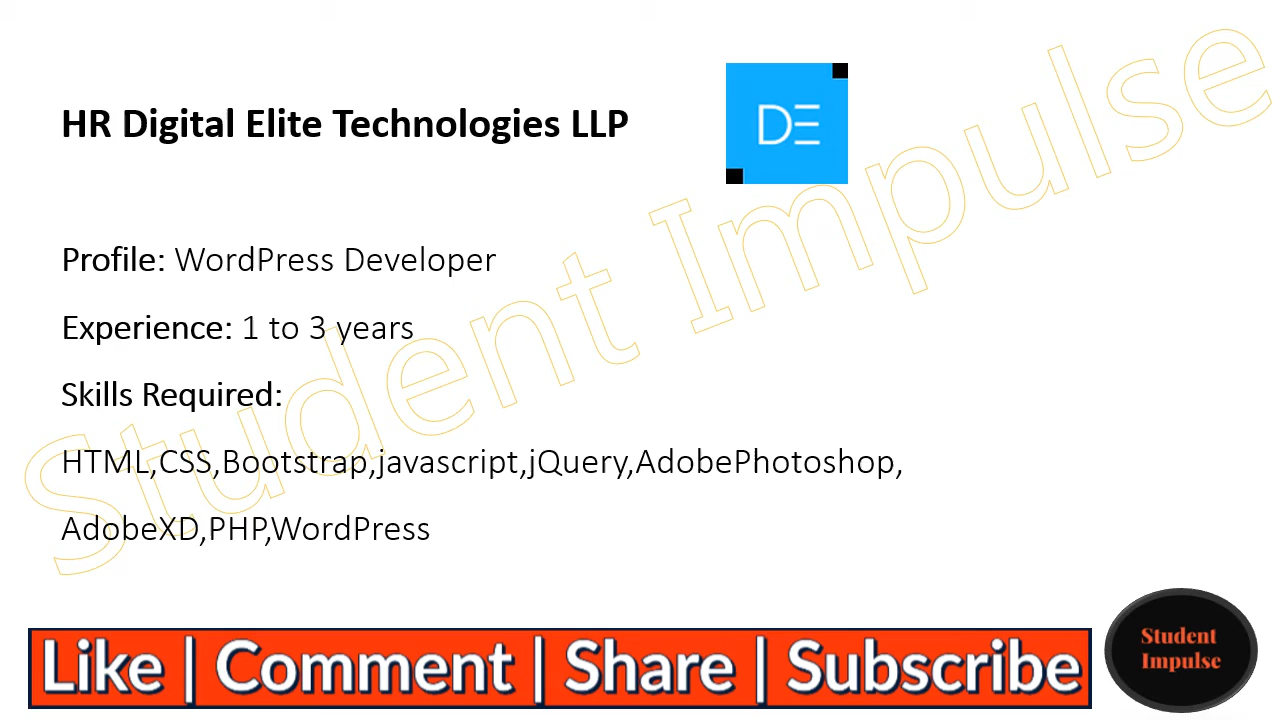 HR Digital Elite Technologies LLP
DE
Profile: WordPress Developer
Experience: 1 to 3 years
Skills Required:
HTML,CSS,Bootstrap,javascript,jQuery,AdobePhotoshop,
AdobeXD,PHP,WordPress
Student Impulse
Like | Comment | Share | Subscribe
Student
Impulse